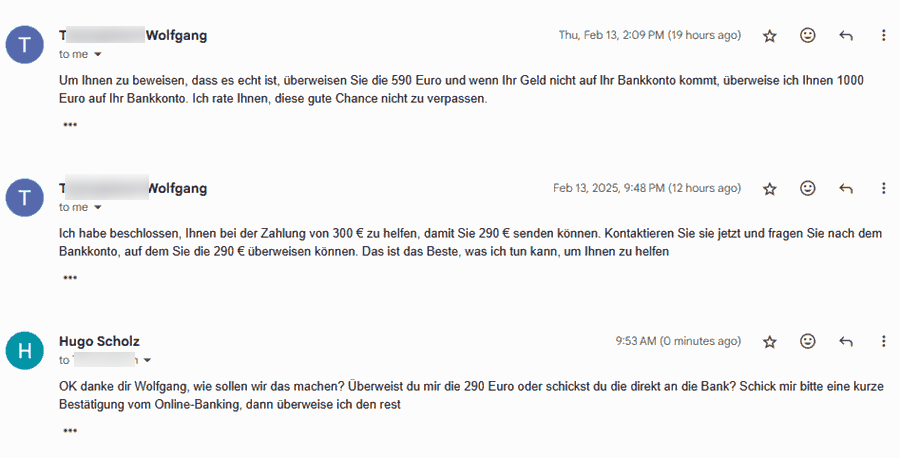 T Wolfgang
Thu, Feb 13, 2:09 PM (19 hours ago)
to me
Um Ihnen zu beweisen, dass es echt ist, überweisen Sie die 590 Euro und wenn Ihr Geld nicht auf Ihr Bankkonto kommt, überweise ich Ihnen 1000
Euro auf Ihr Bankkonto. Ich rate Ihnen, diese gute Chance nicht zu verpassen.
T Wolfgang
Feb 13, 2025, 9:48 PM (12 hours ago)
to me
Ich habe beschlossen, Ihnen bei der Zahlung von 300 € zu helfen, damit Sie 290 € senden können. Kontaktieren Sie sie jetzt und fragen Sie nach dem
Bankkonto, auf dem Sie die 290 € überweisen können. Das ist das Beste, was ich tun kann, um Ihnen zu helfen
H Hugo Scholz
9:53 AM (0 minutes ago)
to
OK danke dir Wolfgang, wie sollen wir das machen? Überweist du mir die 290 Euro oder schickst du die direkt an die Bank? Schick mir bitte eine kurze
Bestätigung vom Online-Banking, dann überweise ich den rest